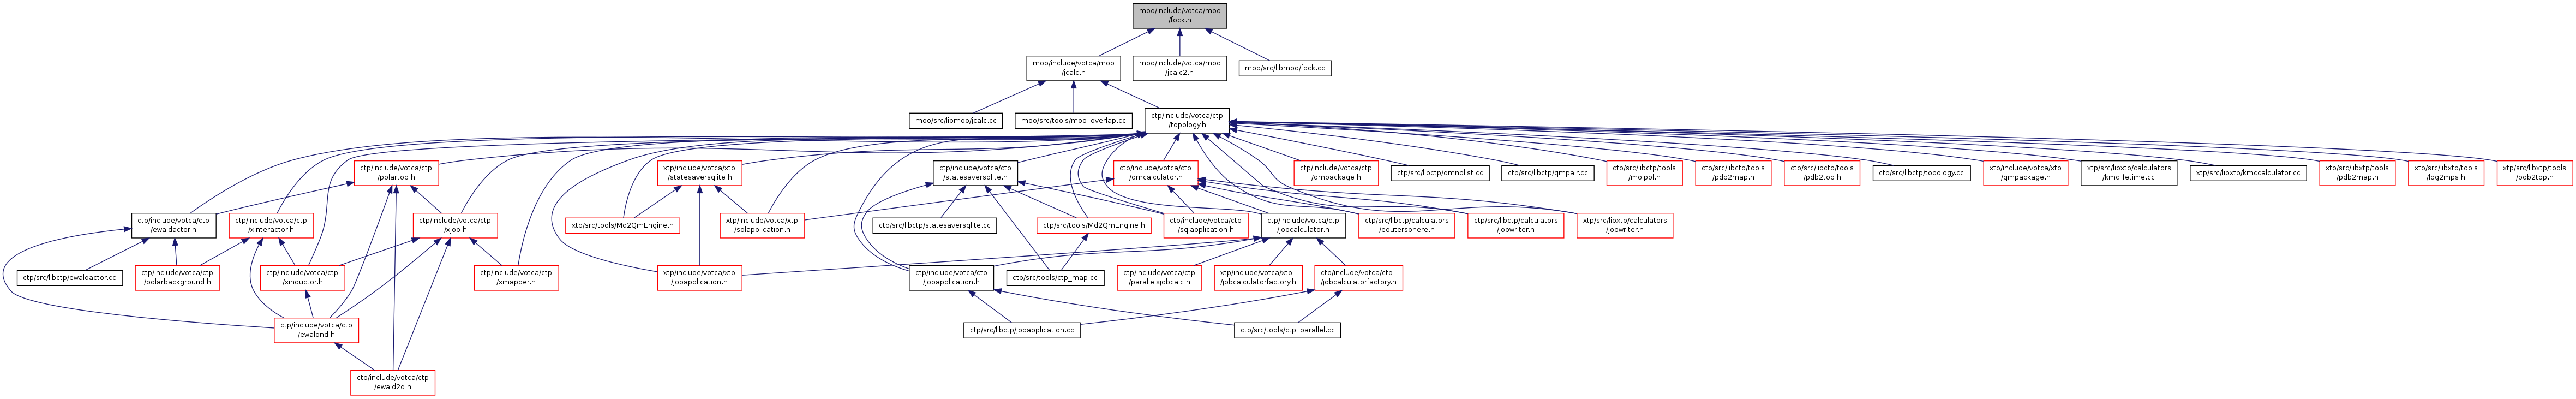 moo/include/votca/moo
/fock.h
moo/include/votca/moo
/jcalc.h
moo/include/votca/moo
/jcalc2.h
moo/src/libmoo/fock.cc
moo/src/libmoo/jcalc.cc
moo/src/tools/moo_overlap.cc
ctp/include/votca/ctp
/topology.h
ctp/include/votca/ctp
/polartop.h
xtp/include/votca/xtp
/statesaversqlite.h
ctp/include/votca/ctp
/statesaversqlite.h
ctp/include/votca/ctp
/qmcalculator.h
ctp/include/votca/ctp
/qmpackage.h
ctp/src/libctp/qmnblist.cc
ctp/src/libctp/qmpair.cc
ctp/src/libctp/tools
/molpol.h
ctp/src/libctp/tools
/pdb2map.h
ctp/src/libctp/tools
/pdb2top.h
ctp/src/libctp/topology.cc
xtp/include/votca/xtp
/qmpackage.h
xtp/src/libxtp/calculators
/kmclifetime.cc
xtp/src/libxtp/kmccalculator.cc
xtp/src/libxtp/tools
/pdb2map.h
xtp/src/libxtp/tools
/log2mps.h
xtp/src/libxtp/tools
/pdb2top.h
ctp/include/votca/ctp
/ewaldactor.h
ctp/include/votca/ctp
/xinteractor.h
ctp/include/votca/ctp
/xjob.h
xtp/src/tools/Md2QmEngine.h
xtp/include/votca/xtp
/sqlapplication.h
ctp/src/libctp/statesaversqlite.cc
ctp/src/tools/Md2QmEngine.h
ctp/include/votca/ctp
/sqlapplication.h
ctp/include/votca/ctp
/jobcalculator.h
ctp/src/libctp/calculators
/eoutersphere.h
ctp/src/libctp/calculators
/jobwriter.h
xtp/src/libxtp/calculators
/jobwriter.h
ctp/src/libctp/ewaldactor.cc
ctp/include/votca/ctp
/polarbackground.h
ctp/include/votca/ctp
/xinductor.h
ctp/include/votca/ctp
/xmapper.h
xtp/include/votca/xtp
/jobapplication.h
ctp/include/votca/ctp
/jobapplication.h
ctp/src/tools/ctp_map.cc
ctp/include/votca/ctp
/parallelxjobcalc.h
xtp/include/votca/xtp
/jobcalculatorfactory.h
ctp/include/votca/ctp
/jobcalculatorfactory.h
ctp/include/votca/ctp
/ewaldnd.h
ctp/src/libctp/jobapplication.cc
ctp/src/tools/ctp_parallel.cc
ctp/include/votca/ctp
/ewald2d.h